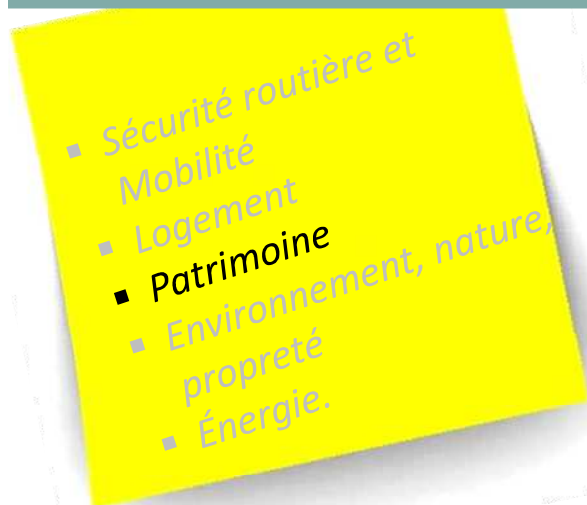 ▪ Sécurité routière et
Mobilité
▪ Logement
▪ Patrimoine
▪ Environnement, nature,
propreté
▪ Énergie.